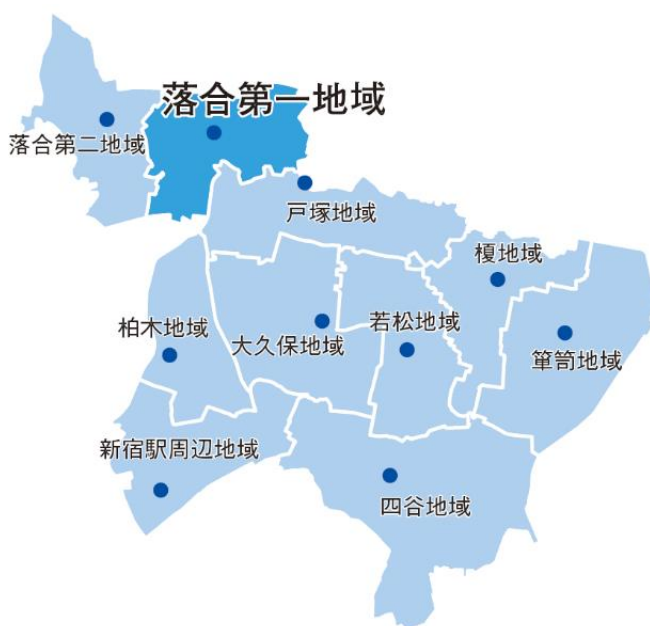 落合第一地域
落合第二地域
戸塚地域
榎地域
柏木地域
大久保地域
若松地域
箪笥地域
新宿駅周辺地域
四谷地域